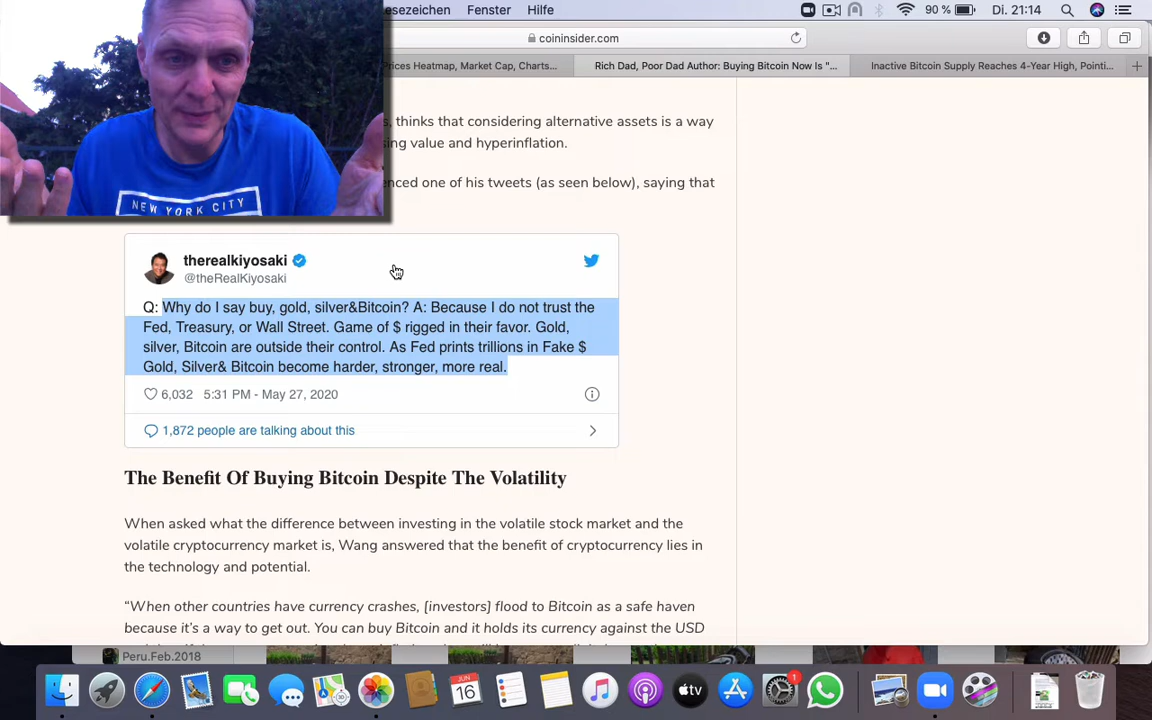 esezeichen Fenster Hilfe
90 % Di. 21:14
coininsider.com
rices Heatmap, Market Cap, Charts...
Rich Dad, Poor Dad Author: Buying Bitcoin Now Is "...
Inactive Bitcoin Supply Reaches 4-Year High, Pointi...
NEW YORK CITY
s, thinks that considering alternative assets is a way
sing value and hyperinflation.
enced one of his tweets (as seen below), saying that
therealkiyosaki
@theRealKiyosaki
Q: Why do I say buy, gold, silver&Bitcoin? A: Because I do not trust the
Fed, Treasury, or Wall Street. Game of $ rigged in their favor. Gold,
silver, Bitcoin are outside their control. As Fed prints trillions in Fake $
Gold, Silver& Bitcoin become harder, stronger, more real.
6,032 5:31 PM - May 27, 2020
1,872 people are talking about this
The Benefit Of Buying Bitcoin Despite The Volatility
When asked what the difference between investing in the volatile stock market and the
volatile cryptocurrency market is, Wang answered that the benefit of cryptocurrency lies in
the technology and potential.
“When other countries have currency crashes, [investors] flood to Bitcoin as a safe haven
because it’s a way to get out. You can buy Bitcoin and it holds its currency against the USD
Peru.Feb.2018
JUN
16
tv
1